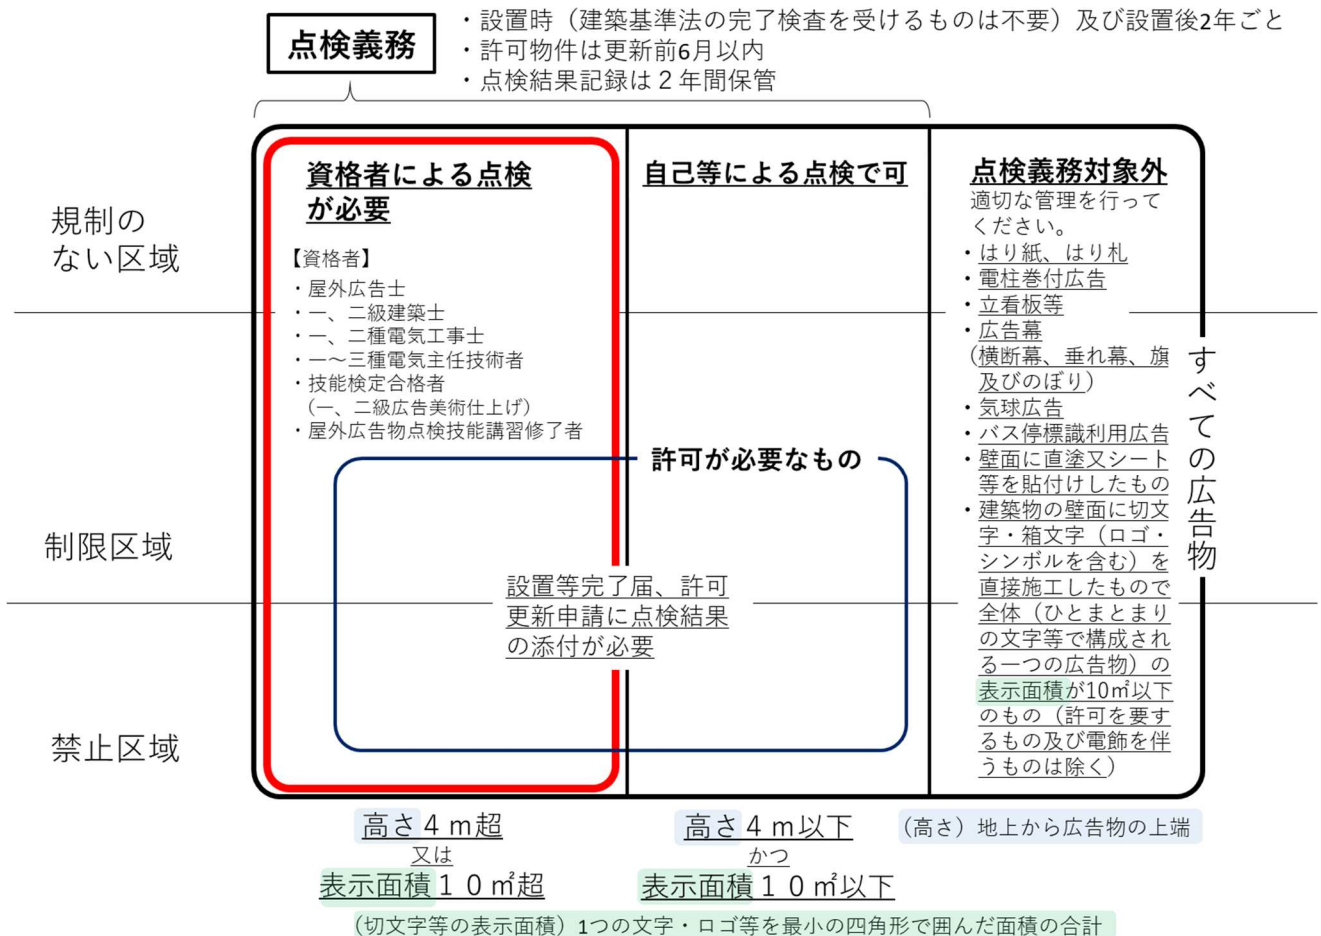 点検義務
・設置時（建築基準法の完了検査を受けるものは不要）及び設置後2年ごと
・許可物件は更新前6月以内
・点検結果記録は２年間保管
規制の
ない区域
制限区域
禁止区域
資格者による点検
が必要
【資格者】
・屋外広告士
・一、二級建築士
・一、二種電気工事士
・一～三種電気主任技術者
・技能検定合格者
（一、二級広告美術仕上げ）
・屋外広告物点検技能講習修了者
自己等による点検で可
許可が必要なもの
設置等完了届、許可
更新申請に点検結果
の添付が必要
点検義務対象外
適切な管理を行って
ください。
・はり紙、はり札
・電柱巻付広告
・立看板等
・広告幕
（横断幕、垂れ幕、旗
及びのぼり）
・気球広告
・バス停標識利用広告
・壁面に直塗又シート
等を貼付けしたもの
・建築物の壁面に切文
字・箱文字（ロゴ・
シンボルを含む）を
直接施工したもので
全体（ひとまとまり
の文字等で構成され
る一つの広告物）の
表示面積が10㎡以下
のもの（許可を要す
るもの及び電飾を伴
うものは除く）
すべての広告物
高さ４ｍ超
又は
表示面積１０㎡超
高さ４ｍ以下
かつ
表示面積１０㎡以下
（高さ）地上から広告物の上端
（切文字等の表示面積）1つの文字・ロゴ等を最小の四角形で囲んだ面積の合計